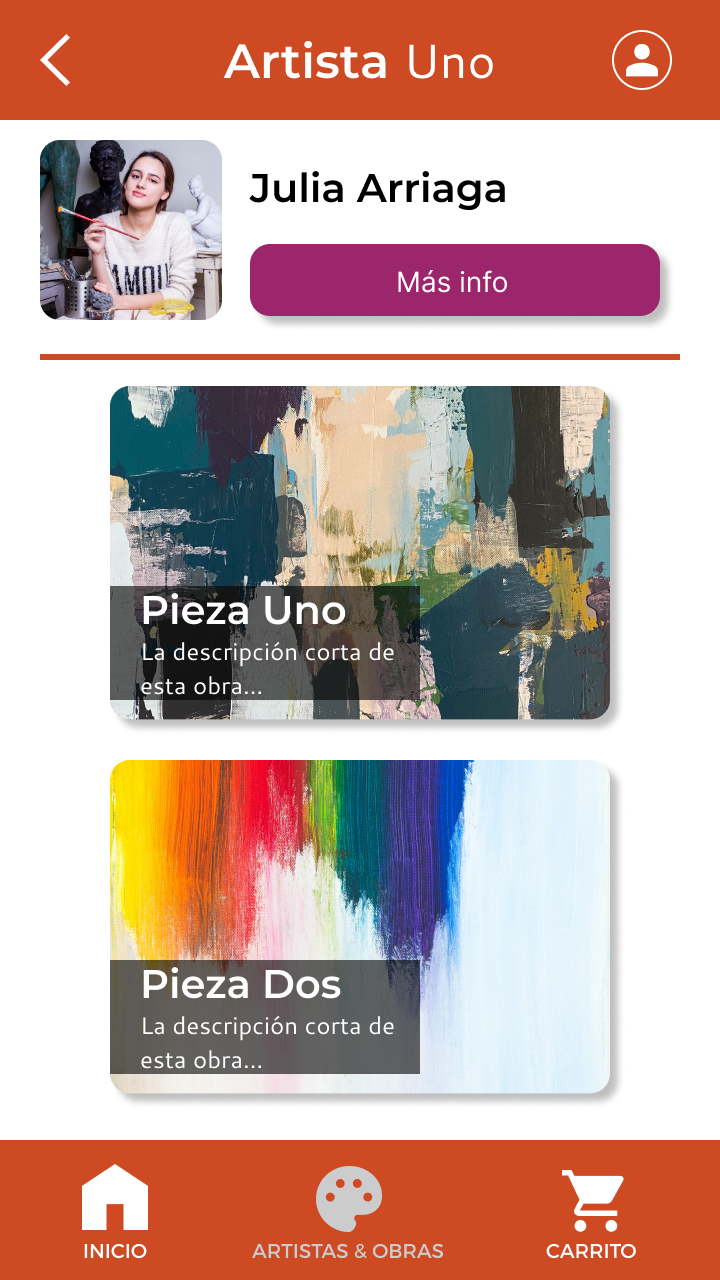 Artista Uno
Julia Arriaga
AMOU
Más info
Pieza Uno
La descripción corta de
esta obra...
Pieza Dos
La descripción corta de
esta obra...
INICIO
ARTISTAS & OBRAS
CARRITO